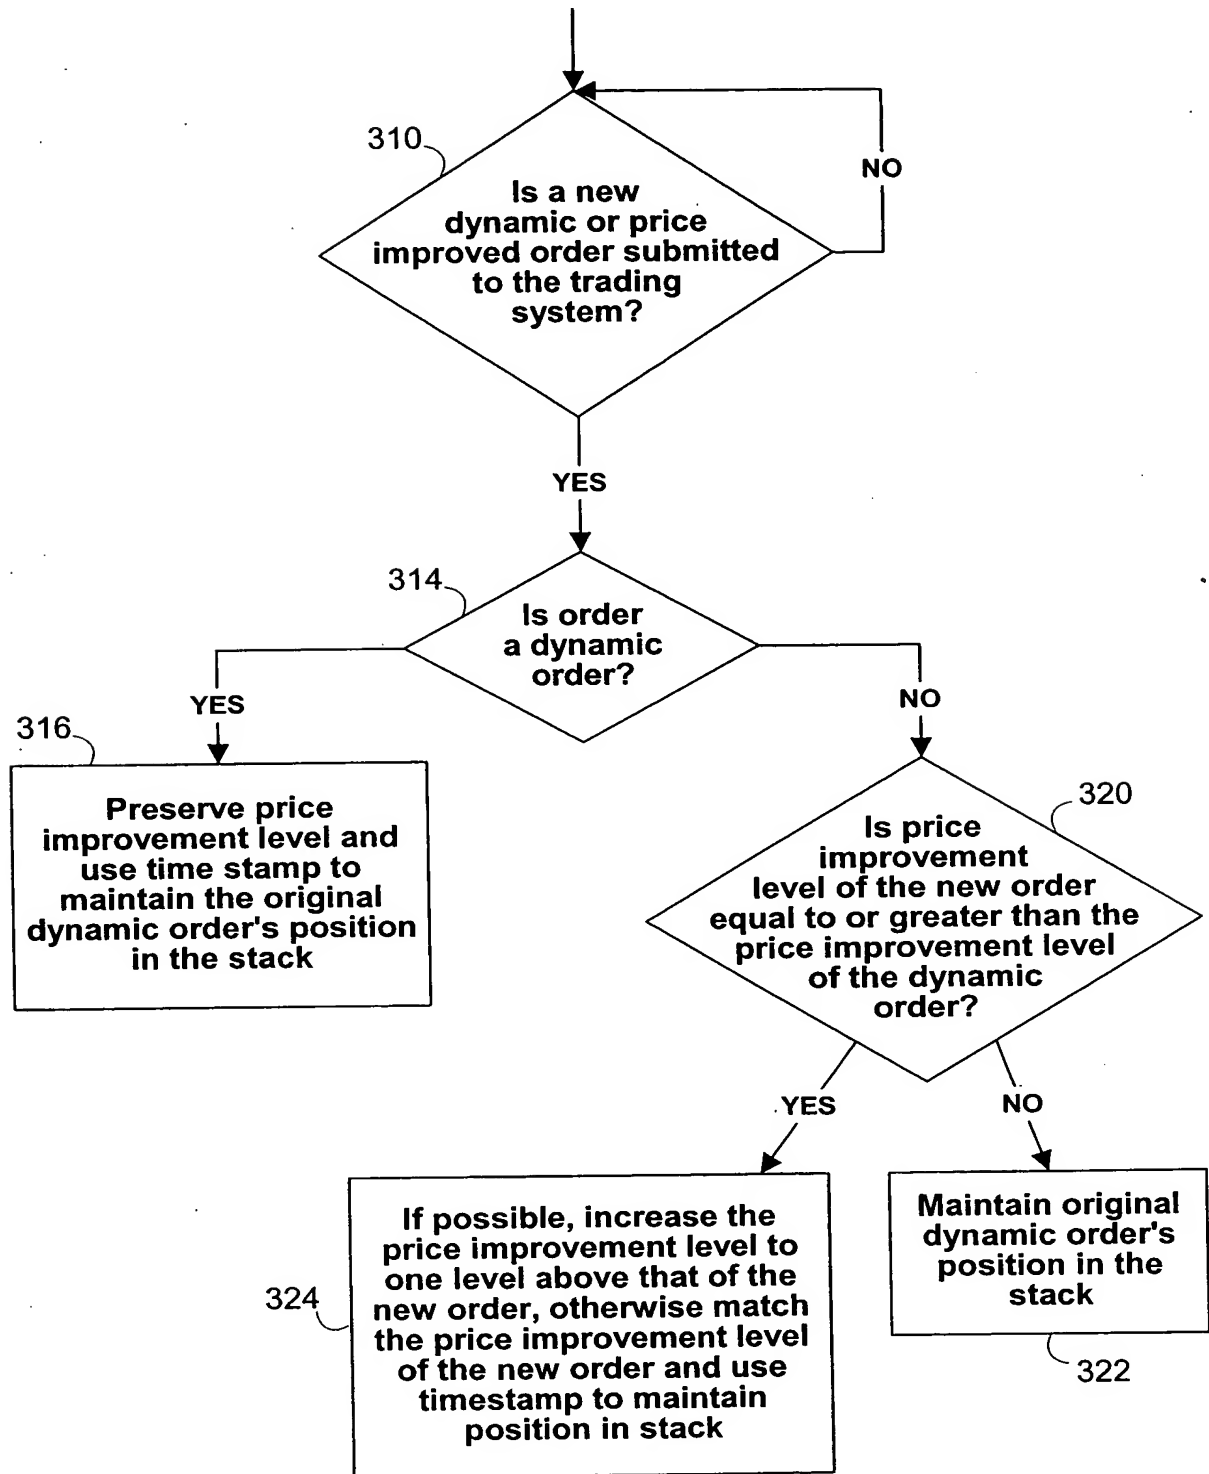 310
NO
Is a new
dynamic or price
improved order submitted
to the trading
system?
YES
314
Is order
a dynamic
order?
YES
NO
316
Preserve price
improvement level and
use time stamp to
maintain the original
dynamic order's position
in the stack
320
Is price
improvement
level of the new order
equal to or greater than the
price improvement level
of the dynamic
order?
YES
NO
324
If possible, increase the
price improvement level to
one level above that of the
new order, otherwise match
the price improvement level
of the new order and use
timestamp to maintain
position in stack
Maintain original
dynamic order's
position in the
stack
322